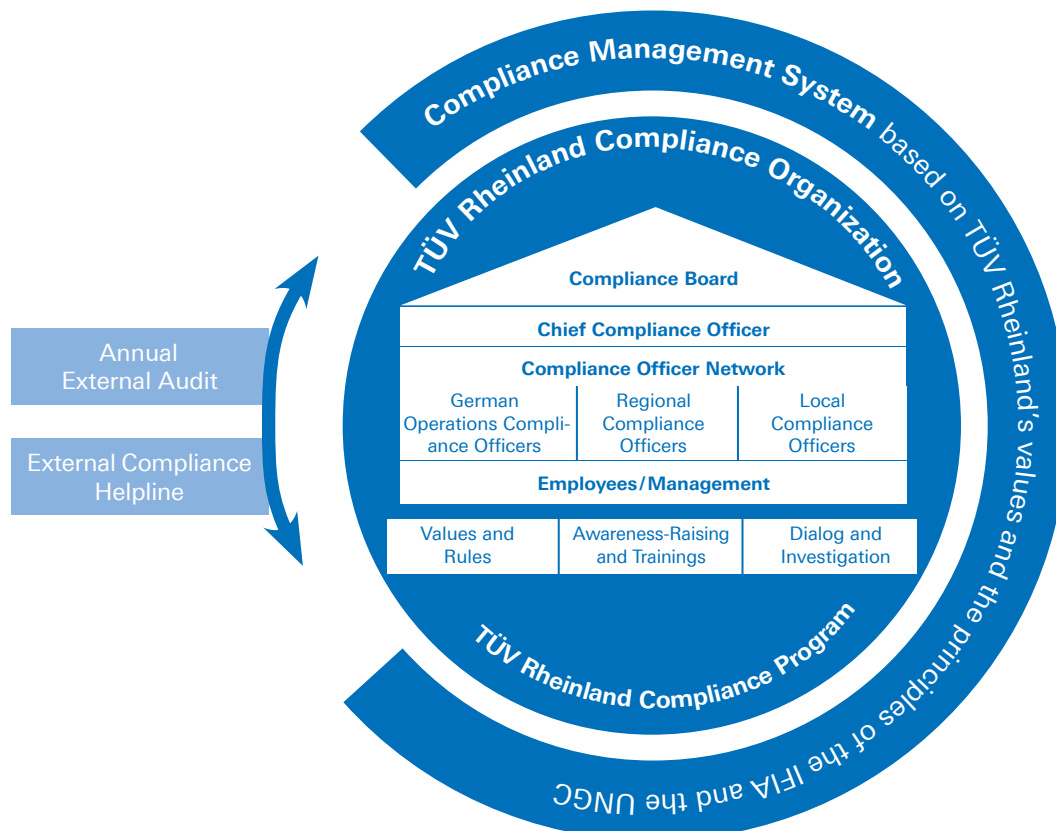 Compliance Management System based on TÜV Rheinland's values and the principles of the IFIA and the UNGC
TÜV Rheinland Compliance Organization
Compliance Board
Chief Compliance Officer
Compliance Officer Network
German
Operations Compli-
ance Officers
Regional
Compliance
Officers
Local
Compliance
Officers
Employees/Management
Values and
Rules
Awareness-Raising
and Trainings
Dialog and
Investigation
TÜV Rheinland Compliance Program
Annual
External Audit
External Compliance
Helpline